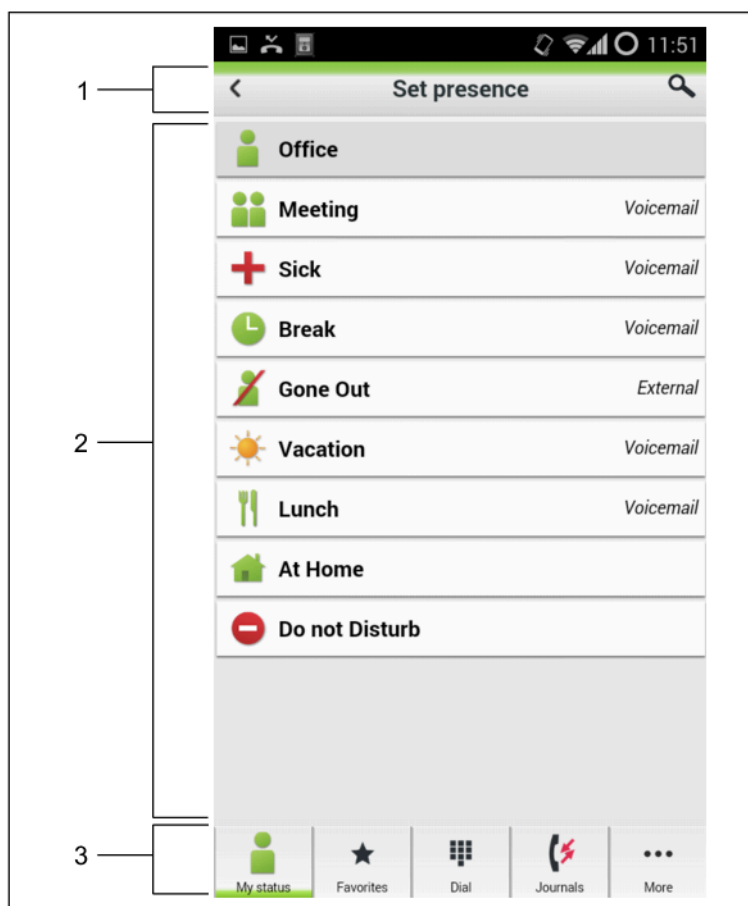 11:51
1
Set presence
Office
Meeting Voicemail
Sick Voicemail
Break Voicemail
Gone Out External
2
Vacation Voicemail
Lunch Voicemail
At Home
Do not Disturb
3
My status Favorites Dial Journals More